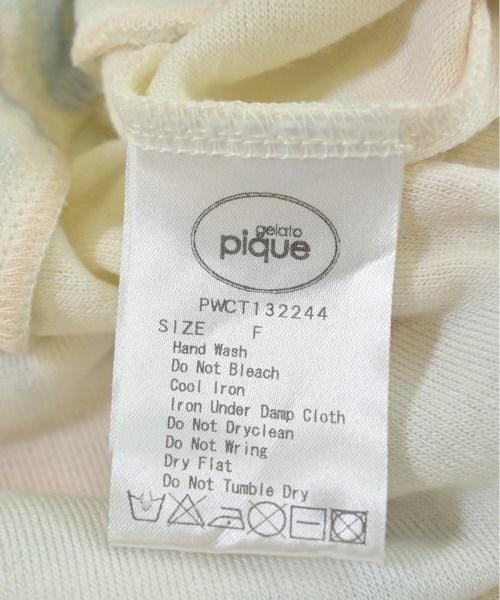 gelato
pique
PWCT132244
SIZE F
Hand Wash
Do Not Bleach
Cool Iron
Iron Under Damp Cloth
Do Not Dryclean
Do Not Wring
Dry Flat
Do Not Tumble Dry